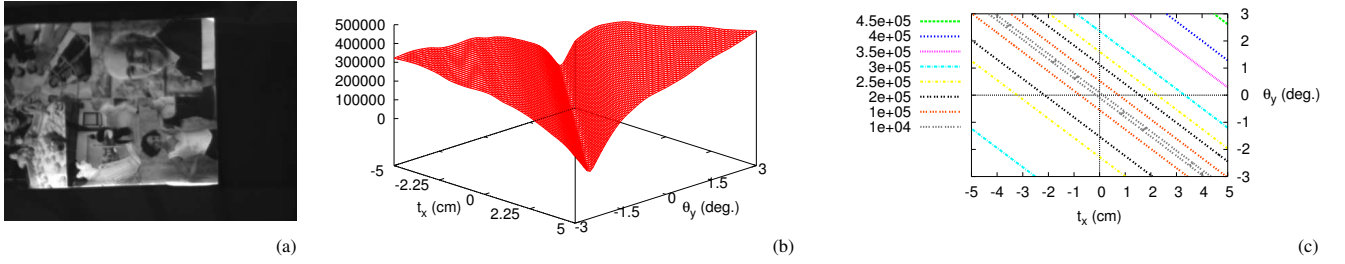 500000
400000
300000
200000
100000
0
-5
-2.25
0
2.25
5
t_x (cm)
-3
-1.5
0
1.5
3
θ_y (deg.)
4.5e+05
4e+05
3.5e+05
3e+05
2.5e+05
2e+05
1e+05
1e+04
3
2
1
0
-1
-2
-3
θ_y (deg.)
-5 -4 -3 -2 -1 0 1 2 3 4 5
t_x (cm)
(a)
(b)
(c)